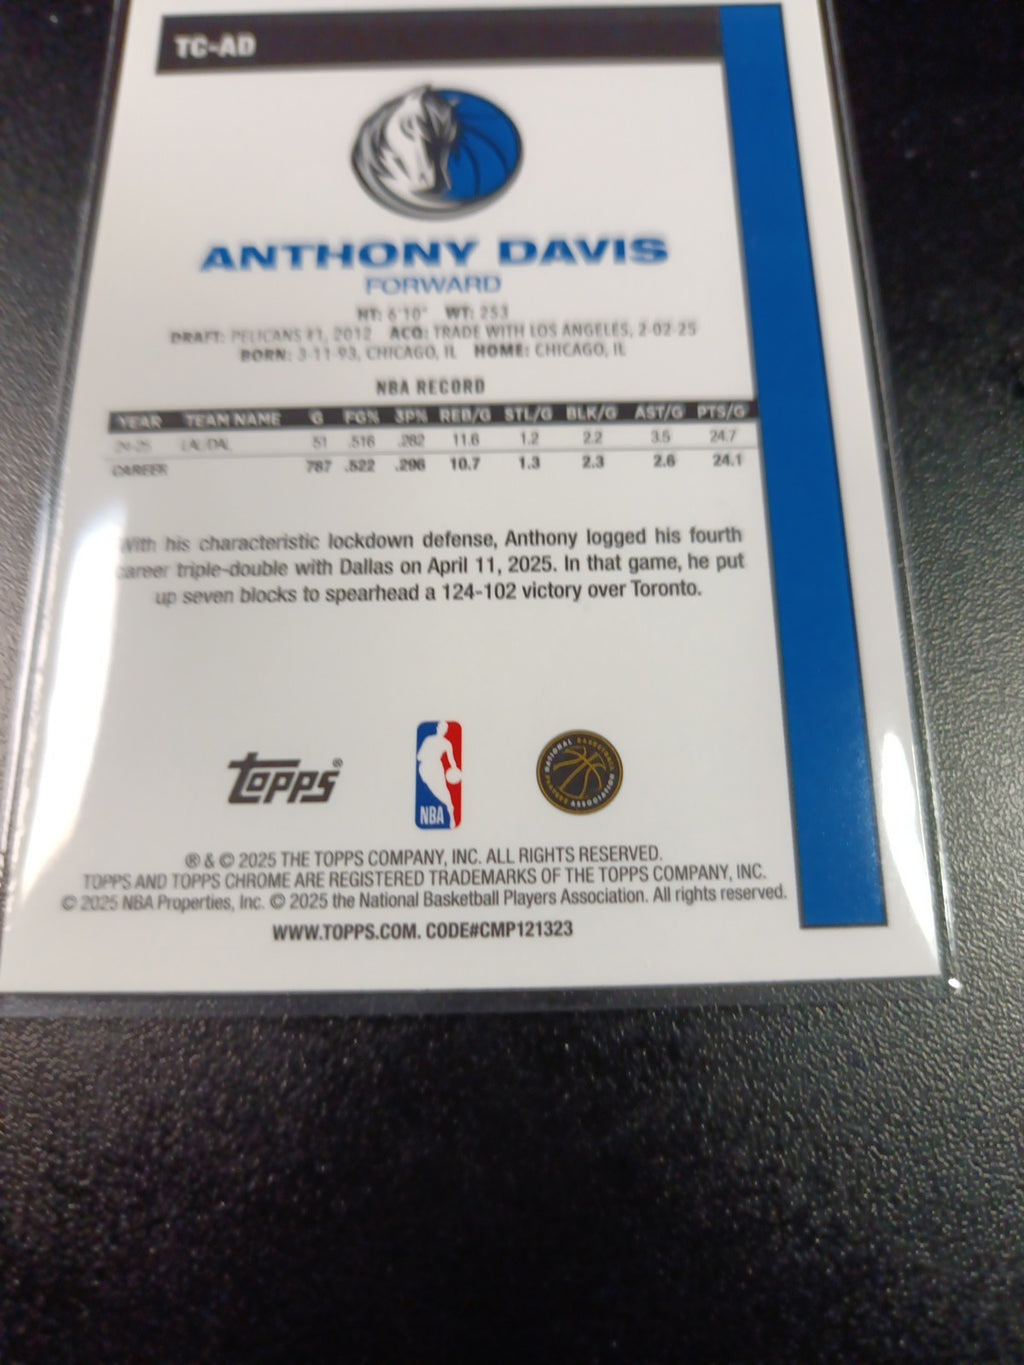 TC-AD
ANTHONY DAVIS
FORWARD
HT: 6'10" WT: 253
DRAFT: PELICANS #1, 2012 ACQ: TRADE WITH LOS ANGELES, 2-02-25
BORN: 3-11-93, CHICAGO, IL HOME: CHICAGO, IL
NBA RECORD
YEAR TEAM NAME G FG% 3P% REB/G STL/G BLK/G AST/G PTS/G
24-25 LAL/DAL 51 .516 .282 11.6 1.2 2.2 3.5 24.7
CAREER 787 .522 .296 10.7 1.3 2.3 2.6 24.1
With his characteristic lockdown defense, Anthony logged his fourth
career triple-double with Dallas on April 11, 2025. In that game, he put
up seven blocks to spearhead a 124-102 victory over Toronto.
topps®
NBA
NATIONAL BASKETBALL PLAYERS ASSOCIATION
® & © 2025 THE TOPPS COMPANY, INC. ALL RIGHTS RESERVED.
TOPPS AND TOPPS CHROME ARE REGISTERED TRADEMARKS OF THE TOPPS COMPANY, INC.
© 2025 NBA Properties, Inc. © 2025 the National Basketball Players Association. All rights reserved.
WWW.TOPPS.COM. CODE#CMP121323